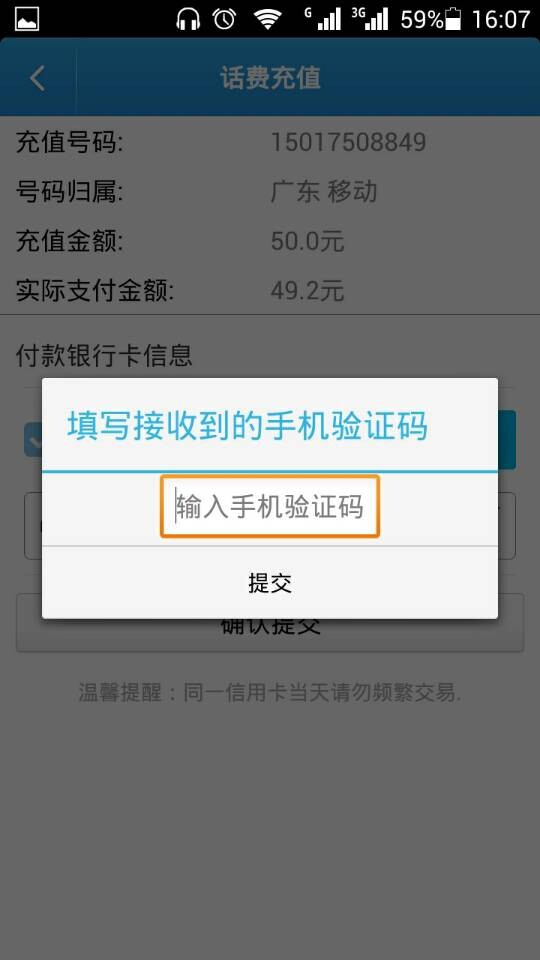 G 3G 59% 16:07
话费充值
充值号码: 15017508849
号码归属: 广东 移动
充值金额: 50.0元
实际支付金额: 49.2元
付款银行卡信息
填写接收到的手机验证码
输入手机验证码
提交
确认提交
温馨提醒：同一信用卡当天请勿频繁交易.